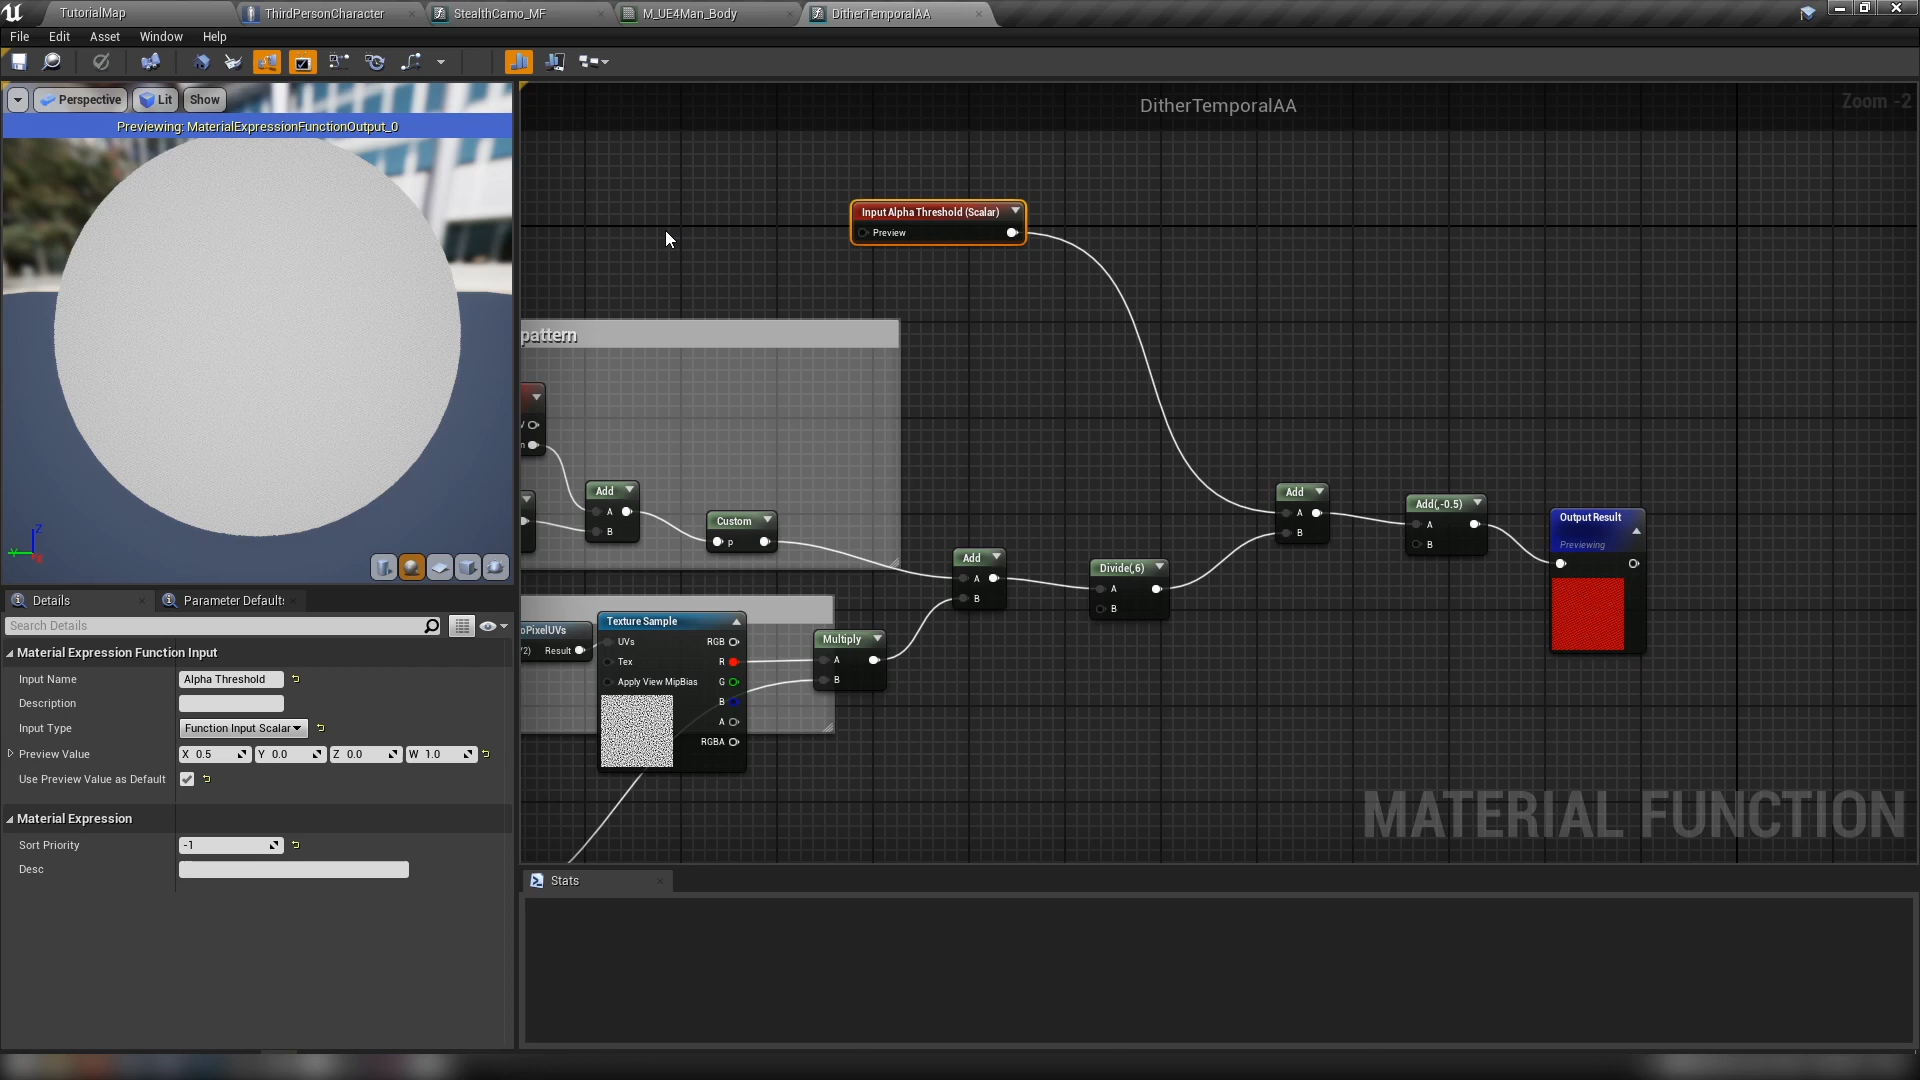 TutorialMap
ThirdPersonCharacter
StealthCamo_MF
M_UE4Man_Body
DitherTemporalAA
File Edit Asset Window Help
Perspective Lit Show
Previewing: MaterialExpressionFunctionOutput_0
Z
Y
X
DitherTemporalAA
Zoom -2
Input Alpha Threshold (Scalar)
Preview
pattern
Add
A
B
Custom
p
Add
A
B
Divide(,6)
A
B
Add
A
B
Add(,-0.5)
A
B
Output Result
Previewing
oPixelUVs
/2) Result
Texture Sample
UVs RGB
Tex R
Apply View MipBias G
B
A
RGBA
Multiply
A
B
MATERIAL FUNCTION
Details
Parameter Defaults
Search Details
Material Expression Function Input
Input Name Alpha Threshold
Description
Input Type Function Input Scalar
Preview Value X 0.5 Y 0.0 Z 0.0 W 1.0
Use Preview Value as Default
Material Expression
Sort Priority -1
Desc
Stats